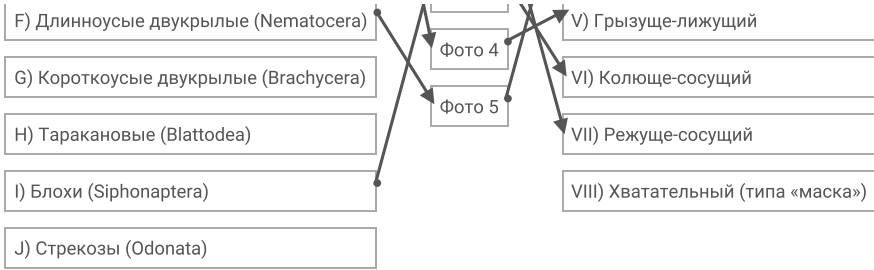 F) Длинноусые двукрылые (Nematocera)
G) Короткоусые двукрылые (Brachycera)
H) Таракановые (Blattodea)
I) Блохи (Siphonaptera)
J) Стрекозы (Odonata)
Фото 4
Фото 5
V) Грызуще-лижущий
VI) Колюще-сосущий
VII) Режуще-сосущий
VIII) Хватательный (типа «маска»)